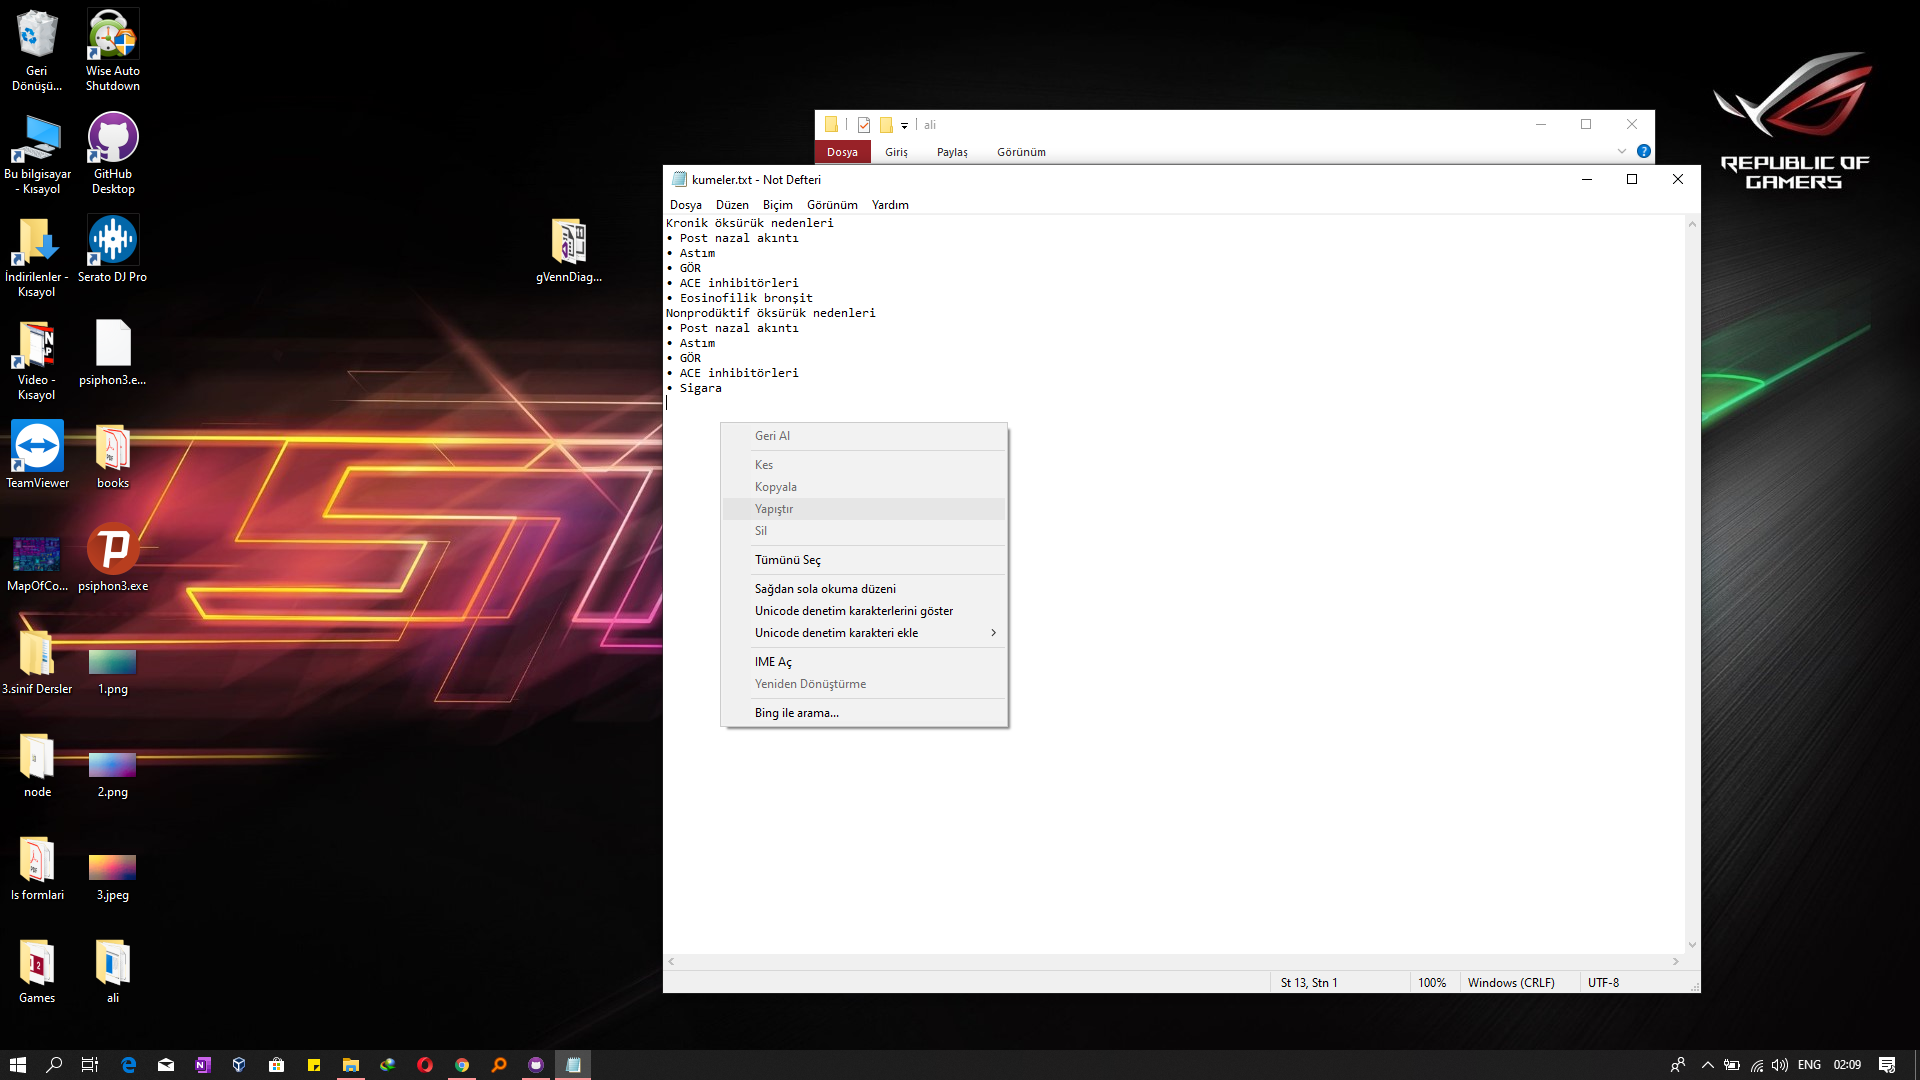 Geri
Dönüşü...
Wise Auto
Shutdown
Bu bilgisayar
- Kısayol
GitHub
Desktop
İndirilenler -
Kısayol
Serato DJ Pro
Video -
Kısayol
psiphon3.e...
TeamViewer
books
MapOfCo...
psiphon3.exe
3.sinif Dersler
1.png
node
2.png
Is formlari
3.jpeg
Games
ali
gVennDiag...
REPUBLIC OF
GAMERS
ali
Dosya Giriş Paylaş Görünüm
kumeler.txt - Not Defteri
Dosya Düzen Biçim Görünüm Yardım
Kronik öksürük nedenleri
• Post nazal akıntı
• Astım
• GÖR
• ACE inhibitörleri
• Eosinofilik bronşit
Nonprodüktif öksürük nedenleri
• Post nazal akıntı
• Astım
• GÖR
• ACE inhibitörleri
• Sigara
Geri Al
Kes
Kopyala
Yapıştır
Sil
Tümünü Seç
Sağdan sola okuma düzeni
Unicode denetim karakterlerini göster
Unicode denetim karakteri ekle
IME Aç
Yeniden Dönüştürme
Bing ile arama...
St 13, Stn 1 100% Windows (CRLF) UTF-8
ENG 02:09